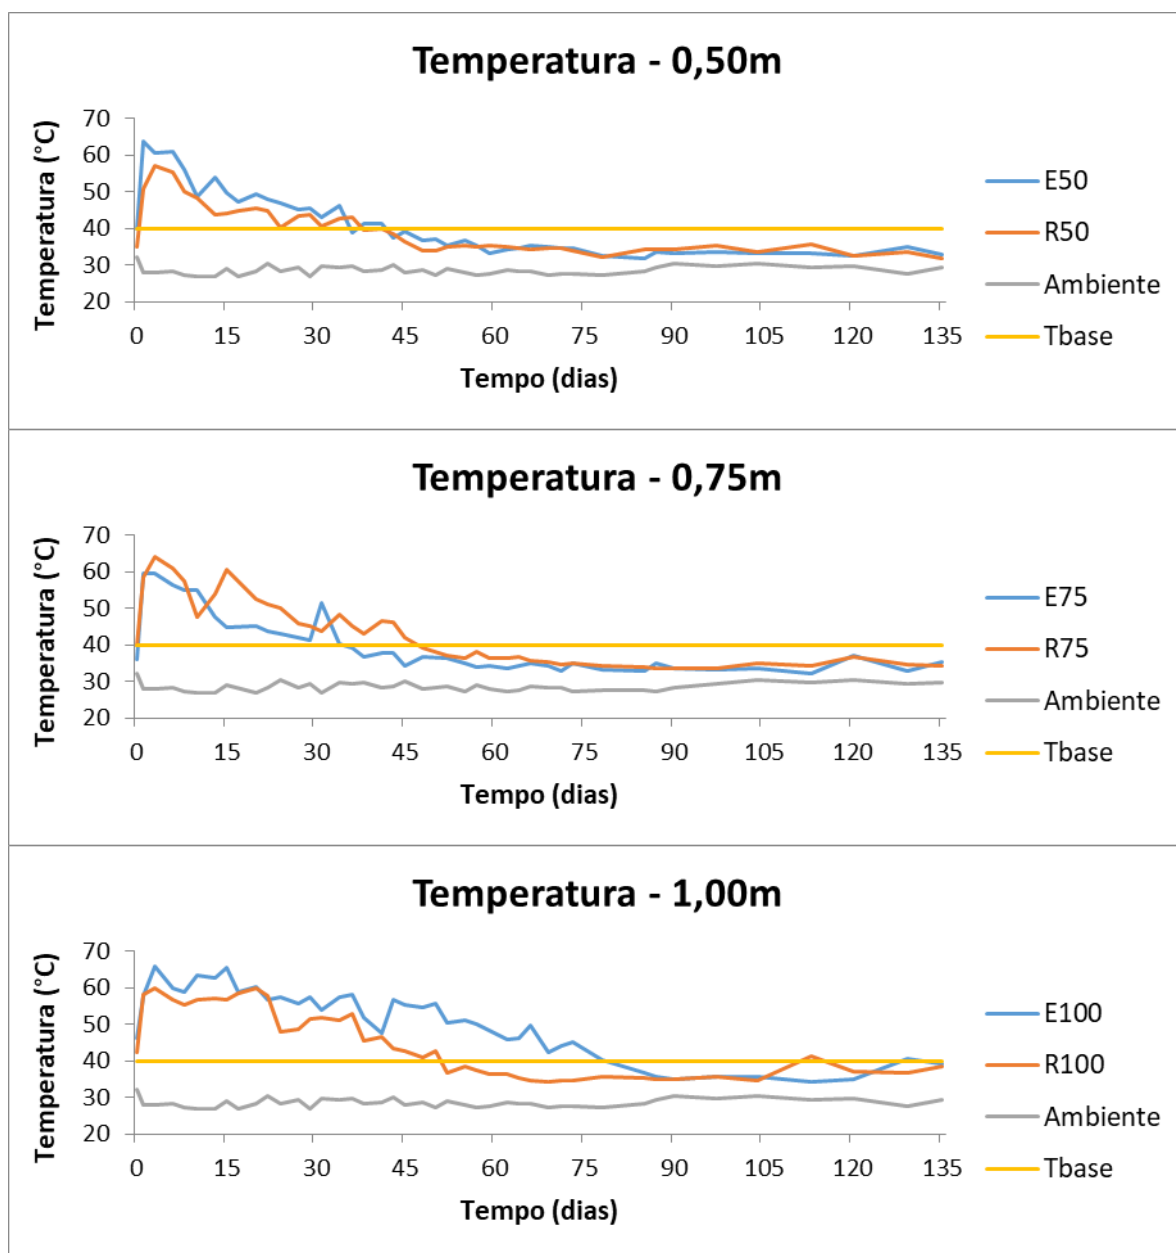 Temperatura - 0,50m
Temperatura (°C)
70
60
50
40
30
20
0 15 30 45 60 75 90 105 120 135
Tempo (dias)
E50
R50
Ambiente
Tbase
Temperatura - 0,75m
Temperatura (°C)
70
60
50
40
30
20
0 15 30 45 60 75 90 105 120 135
Tempo (dias)
E75
R75
Ambiente
Tbase
Temperatura - 1,00m
Temperatura (°C)
70
60
50
40
30
20
0 15 30 45 60 75 90 105 120 135
Tempo (dias)
E100
R100
Ambiente
Tbase